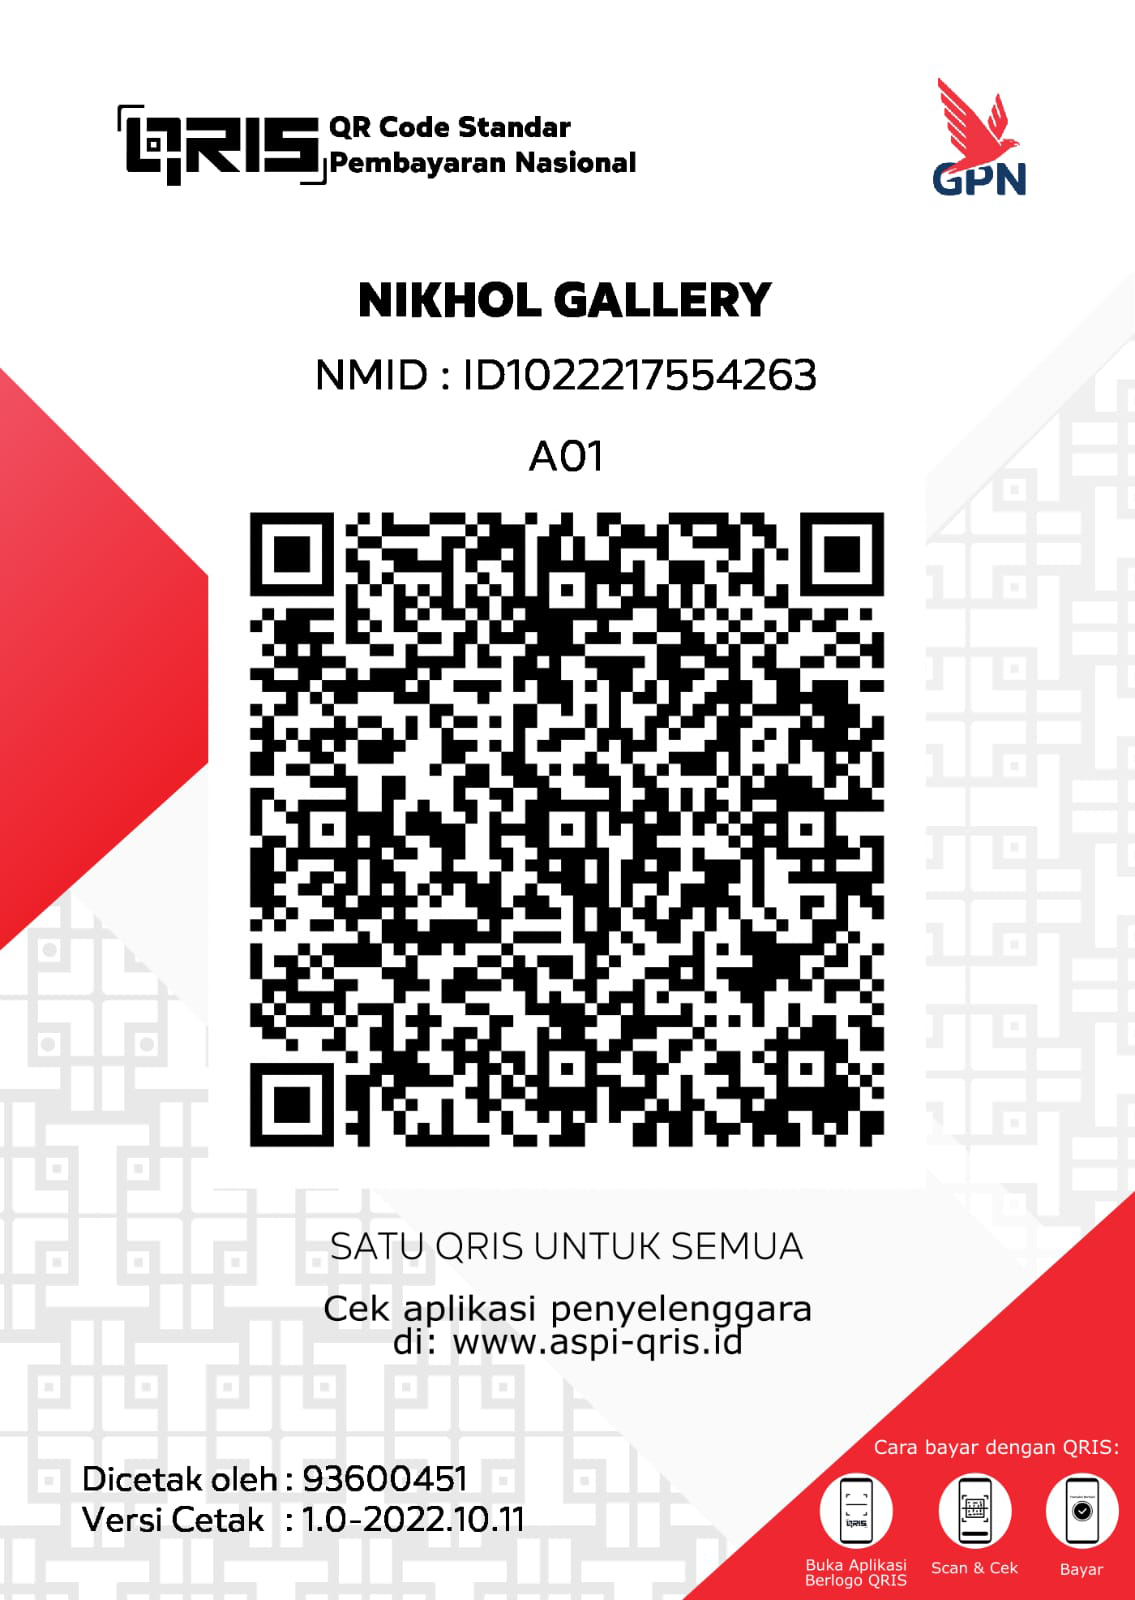 QRIS
QR Code Standar
Pembayaran Nasional
GPN
NIKHOL GALLERY
NMID : ID1022217554263
A01
SATU QRIS UNTUK SEMUA
Cek aplikasi penyelenggara
di: www.aspi-qris.id
Dicetak oleh : 93600451
Versi Cetak : 1.0-2022.10.11
Cara bayar dengan QRIS:
QRIS
Buka Aplikasi
Berlogo QRIS
Scan & Cek
Bayar